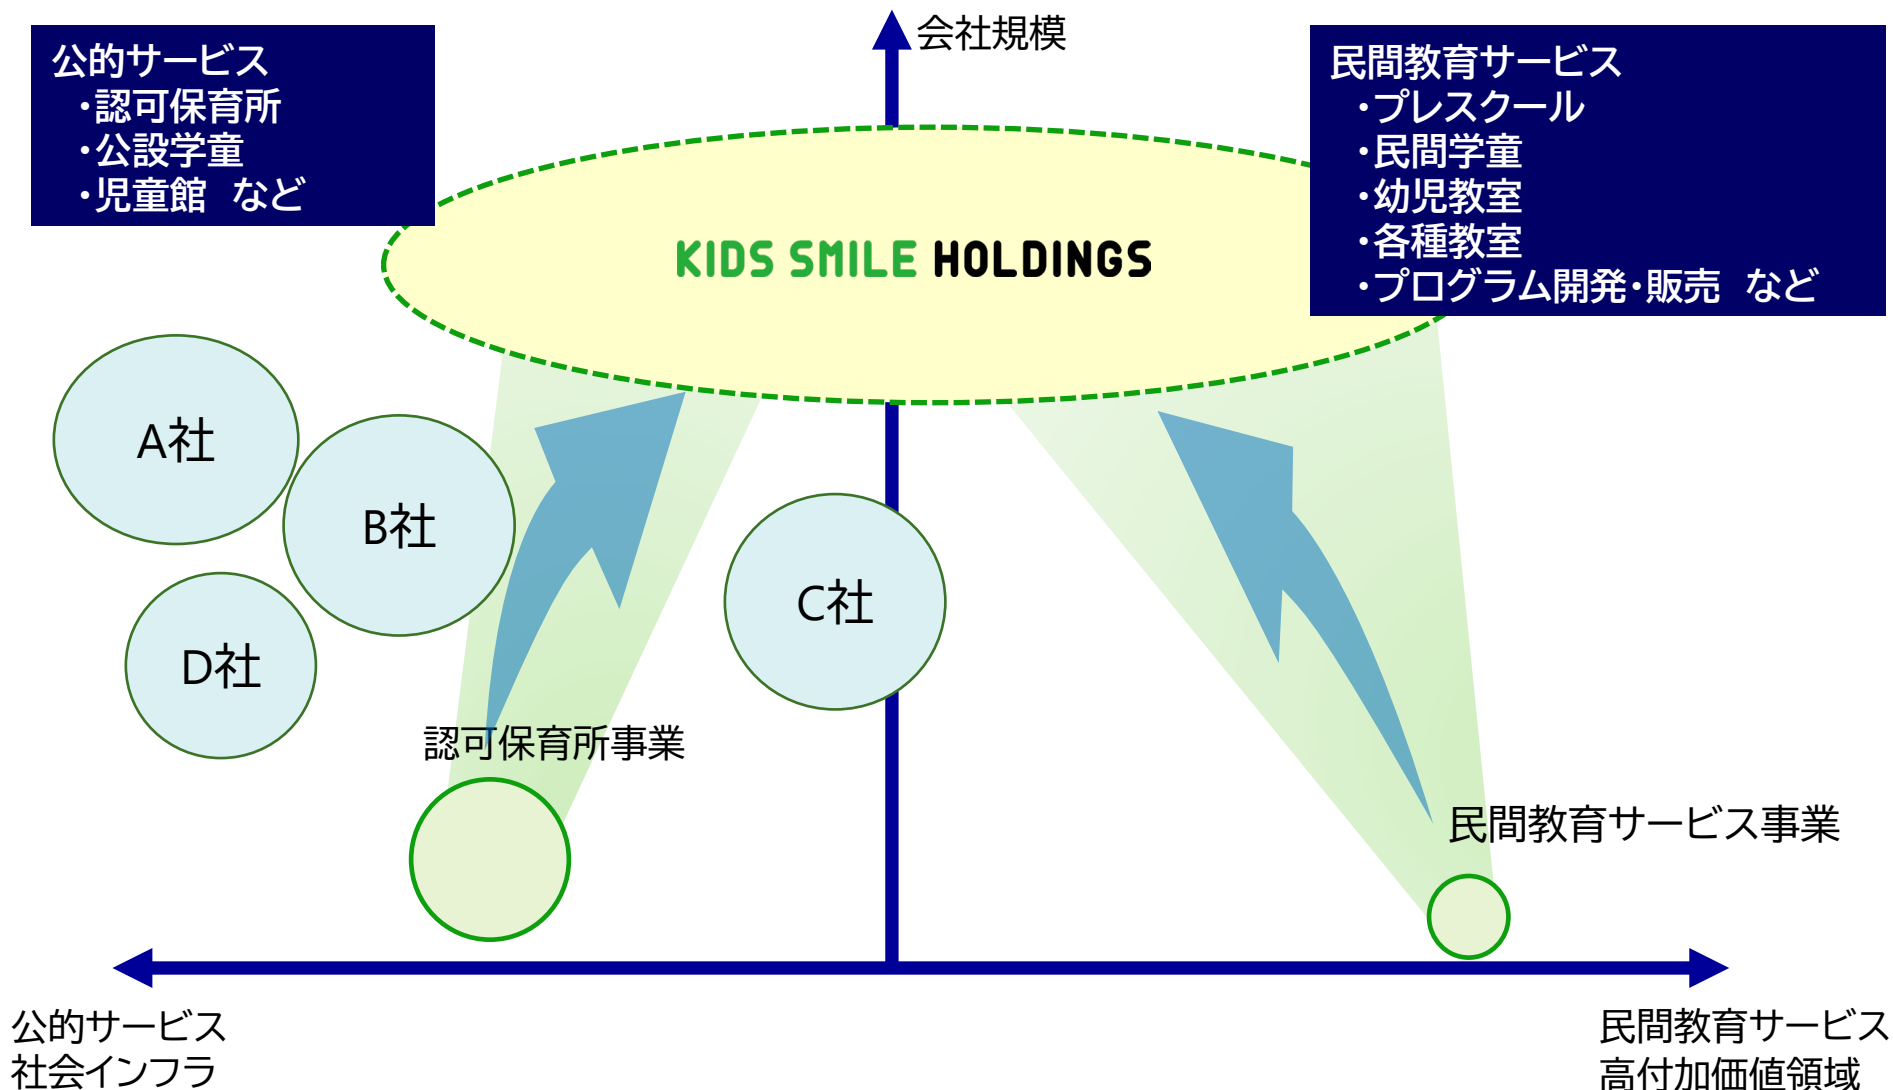 会社規模
公的サービス
・認可保育所
・公設学童
・児童館　など
民間教育サービス
・プレスクール
・民間学童
・幼児教室
・各種教室
・プログラム開発・販売　など
KIDS SMILE HOLDINGS
A社
B社
C社
D社
認可保育所事業
民間教育サービス事業
公的サービス
社会インフラ
民間教育サービス
高付加価値領域